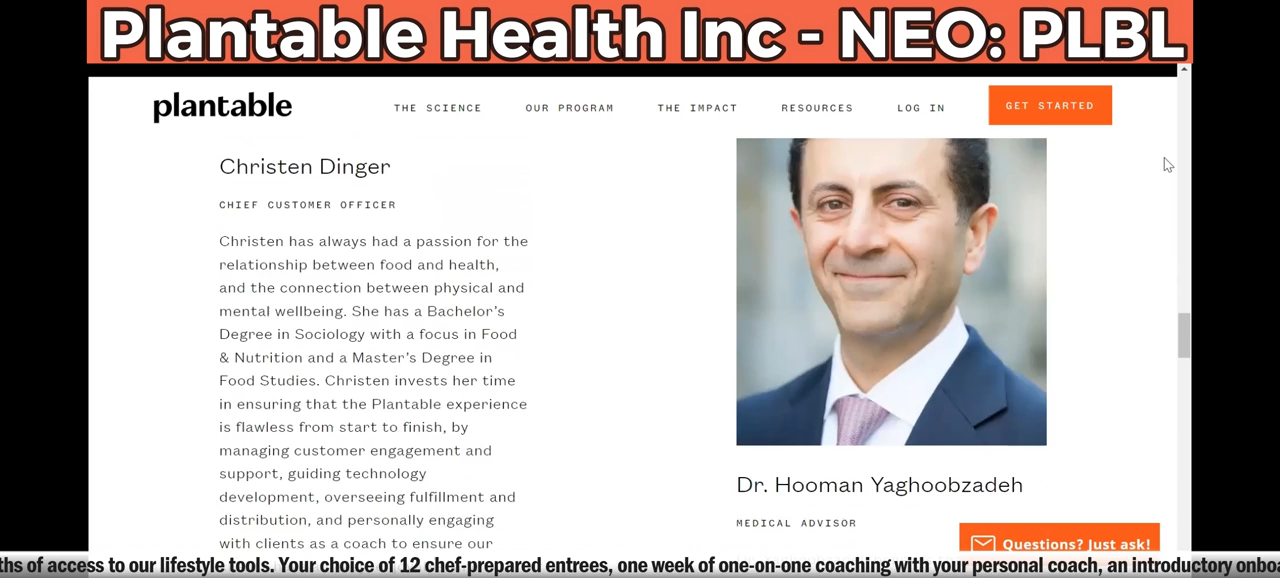 Plantable Health Inc - NEO: PLBL
plantable
THE SCIENCE
OUR PROGRAM
THE IMPACT
RESOURCES
LOG IN
GET STARTED
Christen Dinger
CHIEF CUSTOMER OFFICER
Christen has always had a passion for the
relationship between food and health,
and the connection between physical and
mental wellbeing. She has a Bachelor's
Degree in Sociology with a focus in Food
& Nutrition and a Master's Degree in
Food Studies. Christen invests her time
in ensuring that the Plantable experience
is flawless from start to finish, by
managing customer engagement and
support, guiding technology
development, overseeing fulfillment and
distribution, and personally engaging
with clients as a coach to ensure our
Dr. Hooman Yaghoobzadeh
MEDICAL ADVISOR
Questions? Just ask!
ths of access to our lifestyle tools. Your choice of 12 chef-prepared entrees, one week of one-on-one coaching with your personal coach, an introductory onbo